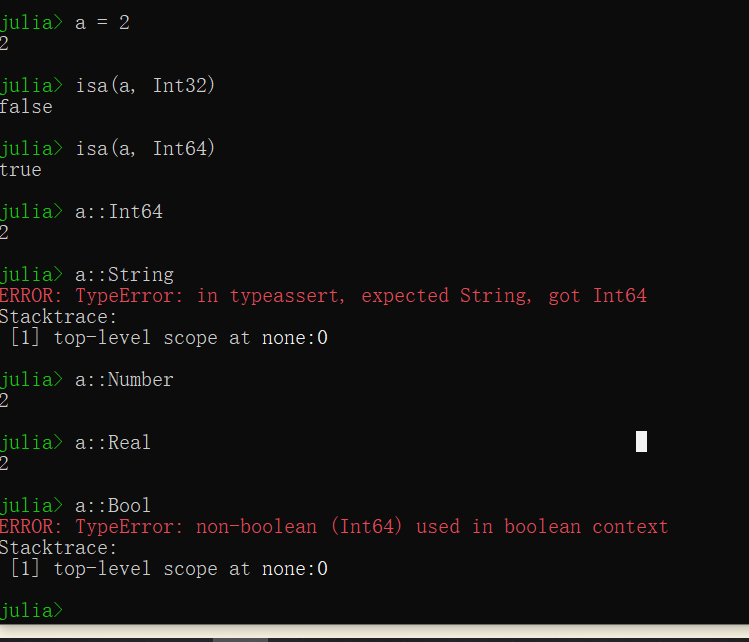 julia> a = 2
2
julia> isa(a, Int32)
false
julia> isa(a, Int64)
true
julia> a::Int64
2
julia> a::String
ERROR: TypeError: in typeassert, expected String, got Int64
Stacktrace:
 [1] top-level scope at none:0
julia> a::Number
2
julia> a::Real
2
julia> a::Bool
ERROR: TypeError: non-boolean (Int64) used in boolean context
Stacktrace:
 [1] top-level scope at none:0
julia>